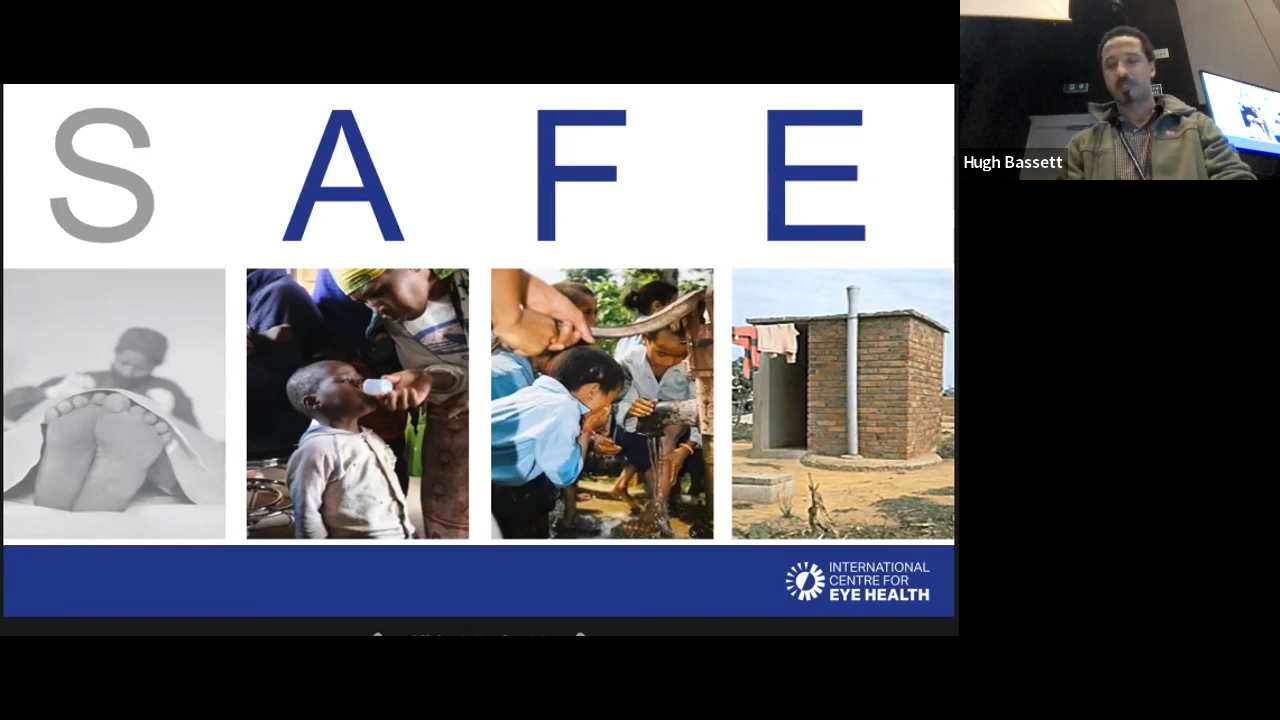 S A F E
Hugh Bassett
INTERNATIONAL
CENTRE FOR
EYE HEALTH